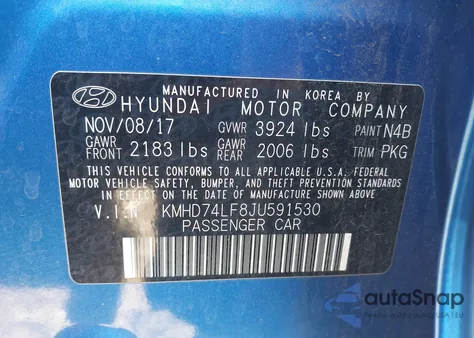 MANUFACTURED IN KOREA BY
HYUNDAI MOTOR COMPANY
NOV/08/17 GVWR 3924 lbs PAINT N4B
GAWR FRONT 2183 lbs GAWR REAR 2006 lbs TRIM PKG
THIS VEHICLE CONFORMS TO ALL APPLICABLE U.S.A. FEDERAL
MOTOR VEHICLE SAFETY, BUMPER, AND THEFT PREVENTION STANDARDS
IN EFFECT ON THE DATE OF MANUFACTURE SHOWN ABOVE.
V.I.N KMHD74LF8JU591530
PASSENGER CAR
autoSnap